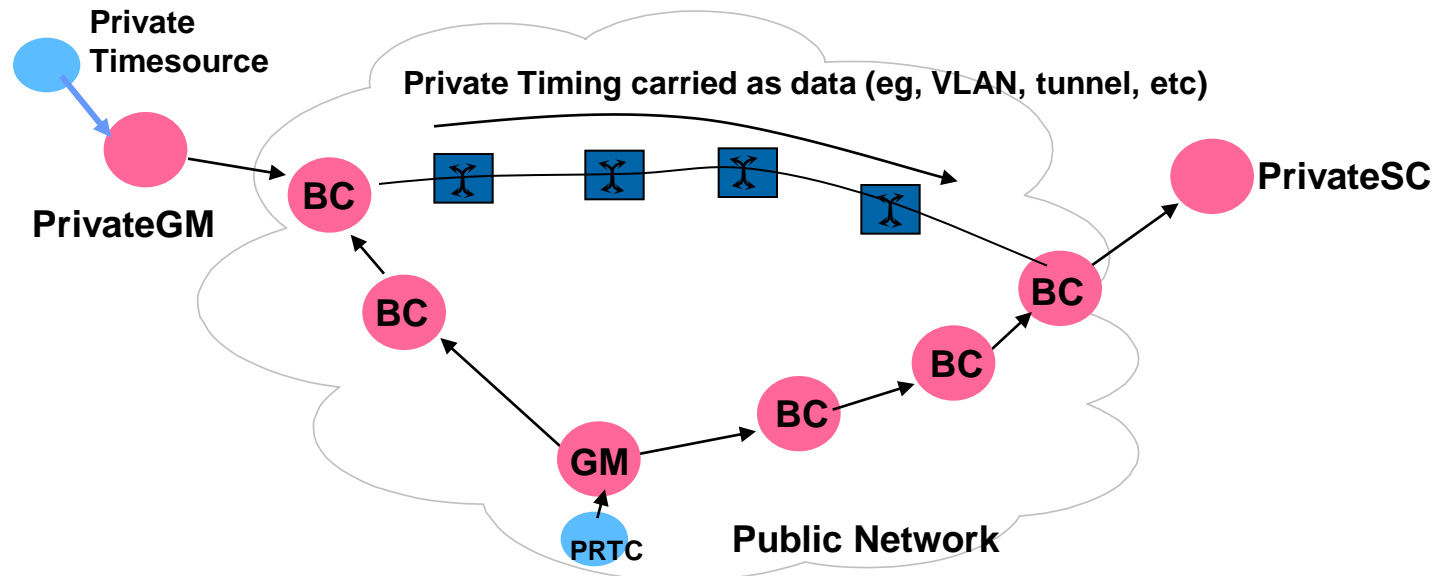 Private
Timesource
Private Timing carried as data (eg, VLAN, tunnel, etc)
PrivateGM
BC
PrivateSC
BC
BC
BC
BC
GM
PRTC
Public Network